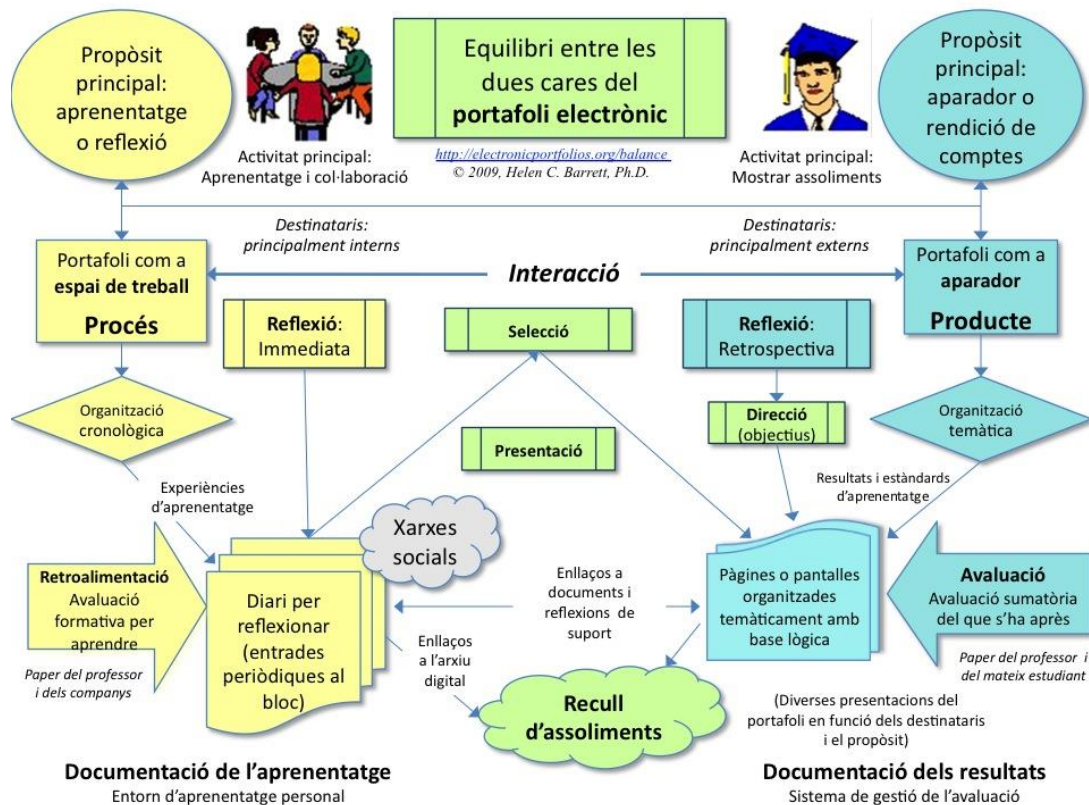 Propòsit
principal:
aprenentatge
o reflexió
Activitat principal:
Aprenentatge i col·laboració
Equilibri entre les
dues cares del
portafoli electrònic
http://electronicportfolios.org/balance
© 2009, Helen C. Barrett, Ph.D.
Activitat principal:
Mostrar assoliments
Propòsit
principal:
aparador o
rendició de
comptes
Destinataris:
principalment interns
Destinataris:
principalment externs
Portafoli com a
espai de treball
Procés
Interacció
Portafoli com a
aparador
Producte
Reflexió:
Immediata
Selecció
Reflexió:
Retrospectiva
Organització
cronològica
Presentació
Direcció
(objectius)
Organització
temàtica
Experiències
d'aprenentatge
Resultats i estàndards
d'aprenentatge
Xarxes
socials
Retroalimentació
Avaluació
formativa per
aprendre
Paper del professor
i dels companys
Diari per
reflexionar
(entrades
periòdiques al
bloc)
Enllaços a
documents i
reflexions de
suport
Enllaços
a l'arxiu
digital
Recull
d'assoliments
Pàgines o pantalles
organitzades
temàticament amb
base lògica
Avaluació
Avaluació sumatòria
del que s'ha après
Paper del professor i
del mateix estudiant
(Diverses presentacions del
portafoli en funció dels destinataris
i el propòsit)
Documentació de l'aprenentatge
Entorn d'aprenentatge personal
Documentació dels resultats
Sistema de gestió de l'avaluació